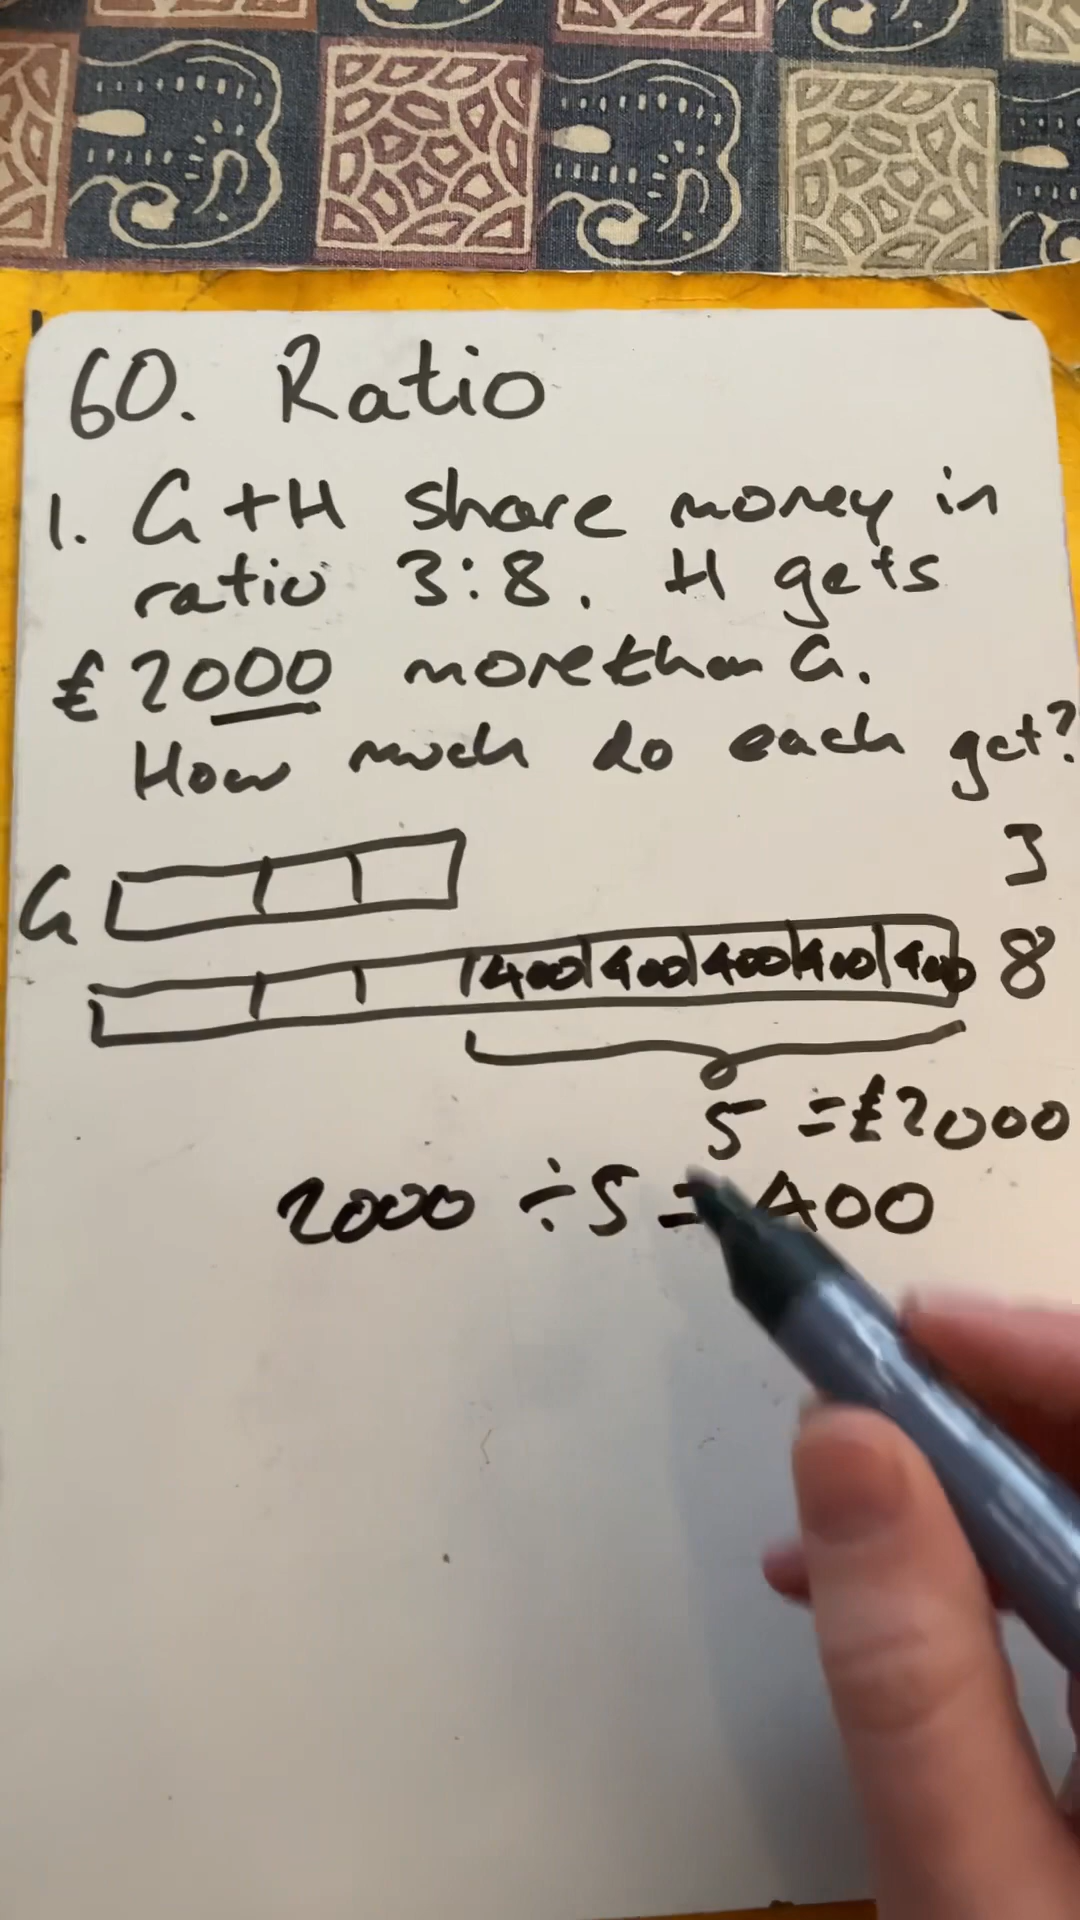 60. Ratio
1. G + H share money in
ratio 3:8. H gets
£2000 more than G.
How much do each get?
G 3
400 400 400 400 400 8
5 = £2000
2000 ÷ 5 = 400